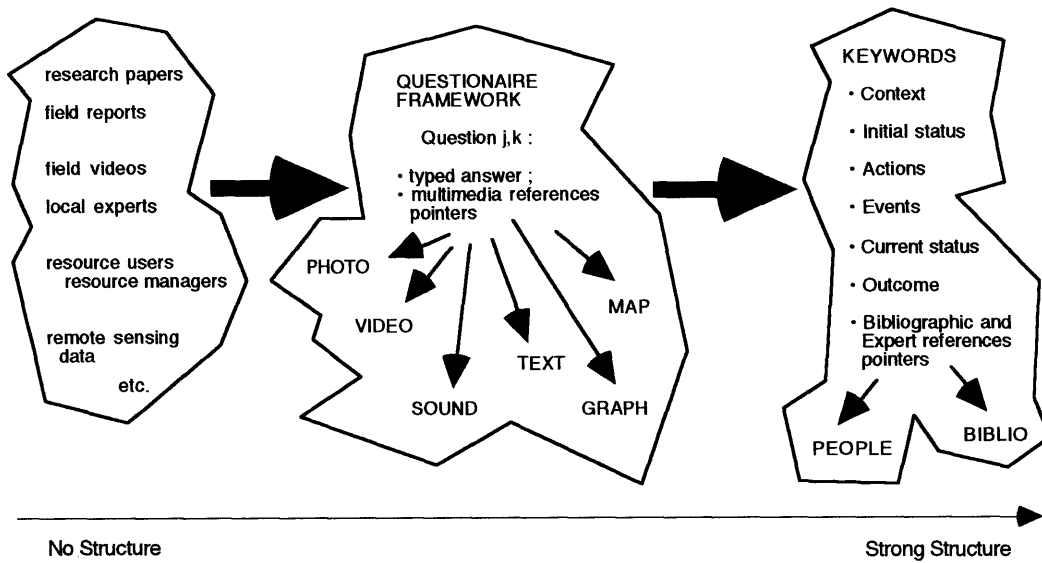 research papers
field reports
field videos
local experts
resource users
resource managers
remote sensing
data
etc.
QUESTIONAIRE
FRAMEWORK
Question j,k :
• typed answer ;
• multimedia references
pointers
PHOTO
VIDEO
SOUND
TEXT
GRAPH
MAP
KEYWORDS
• Context
• Initial status
• Actions
• Events
• Current status
• Outcome
• Bibliographic and
Expert references
pointers
PEOPLE
BIBLIO
No Structure
Strong Structure